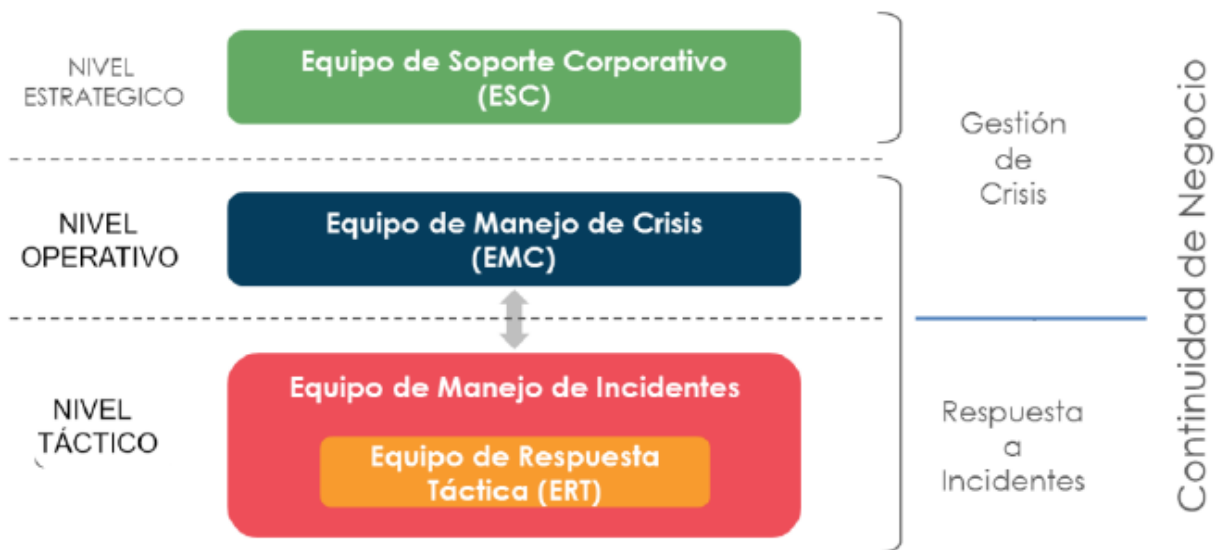 NIVEL
ESTRATEGICO
Equipo de Soporte Corporativo
(ESC)
Gestión
de
Crisis
NIVEL
OPERATIVO
Equipo de Manejo de Crisis
(EMC)
NIVEL
TÁCTICO
Equipo de Manejo de Incidentes
Equipo de Respuesta
Táctica (ERT)
Respuesta
a
Incidentes
Continuidad de Negocio